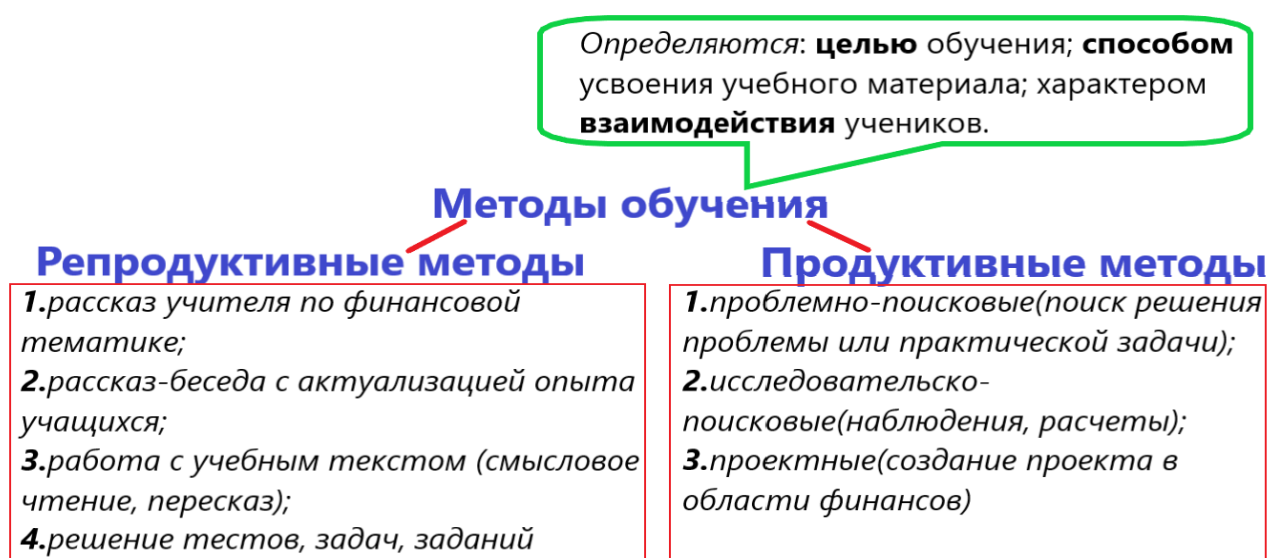 Определяются: целью обучения; способом
усвоения учебного материала; характером
взаимодействия учеников.
Методы обучения
Репродуктивные методы
1.рассказ учителя по финансовой
тематике;
2.рассказ-беседа с актуализацией опыта
учащихся;
3.работа с учебным текстом (смысловое
чтение, пересказ);
4.решение тестов, задач, заданий
Продуктивные методы
1.проблемно-поисковые(поиск решения
проблемы или практической задачи);
2.исследовательско-
поисковые(наблюдения, расчеты);
3.проектные(создание проекта в
области финансов)